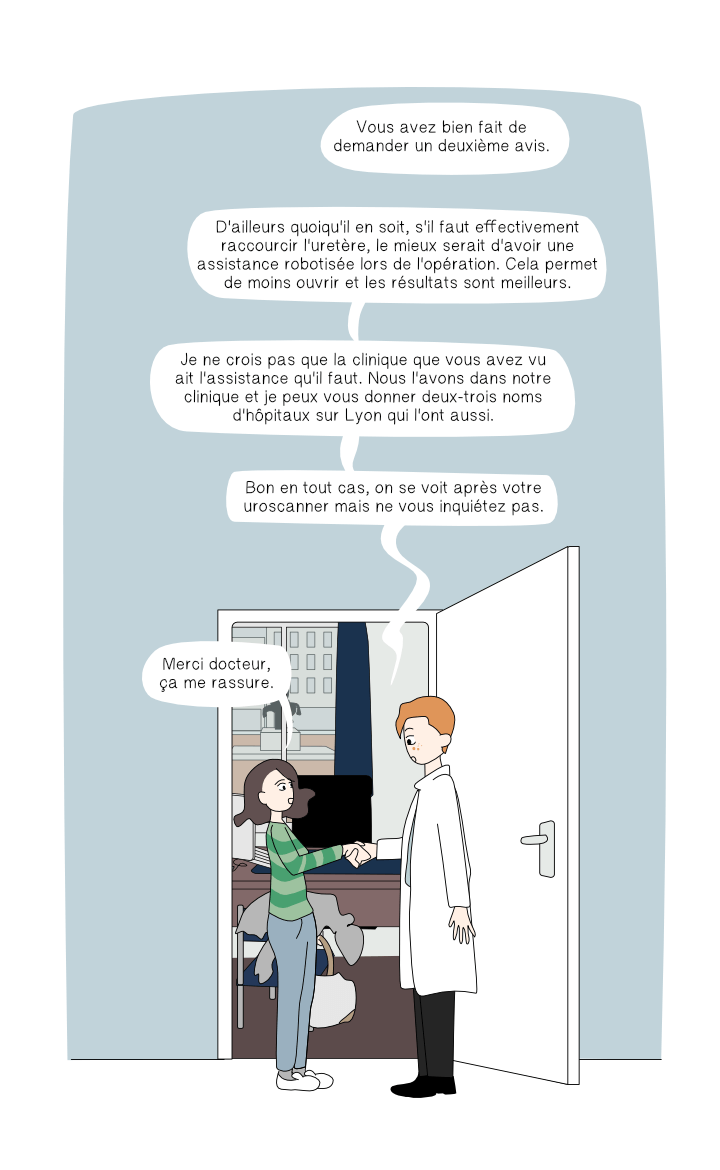 Vous avez bien fait de
demander un deuxième avis.
D'ailleurs quoiqu'il en soit, s'il faut effectivement
raccourcir l'uretère, le mieux serait d'avoir une
assistance robotisée lors de l'opération. Cela permet
de moins ouvrir et les résultats sont meilleurs.
Je ne crois pas que la clinique que vous avez vu
ait l'assistance qu'il faut. Nous l'avons dans notre
clinique et je peux vous donner deux-trois noms
d'hôpitaux sur Lyon qui l'ont aussi.
Bon en tout cas, on se voit après votre
uroscanner mais ne vous inquiétez pas.
Merci docteur,
ça me rassure.